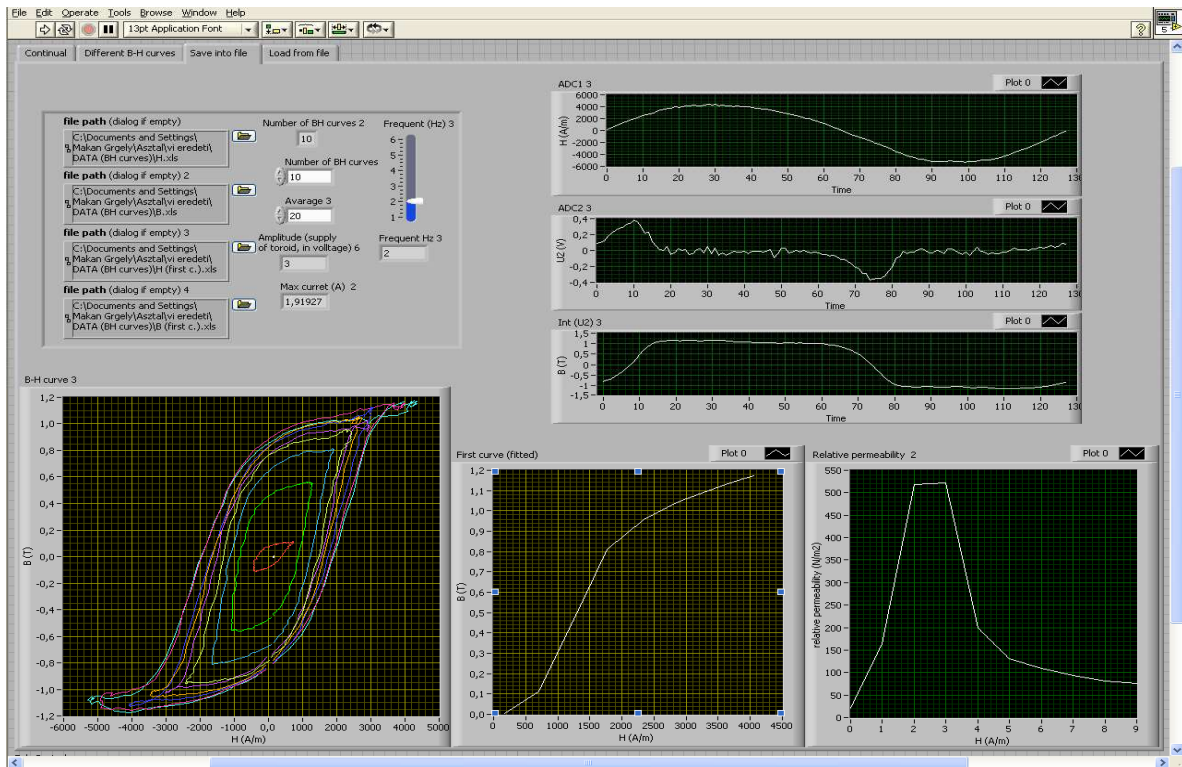 File Edit Operate Tools Browse Window Help
13pt Application Font
5
Continual Different B-H curves Save into file Load from file
file path (dialog if empty)
C:\Documents and Settings\
Makan Grgely\Asztal\vi eredeti\
DATA (BH curves)\H.xls
file path (dialog if empty) 2
C:\Documents and Settings\
Makan Grgely\Asztal\vi eredeti\
DATA (BH curves)\B.xls
file path (dialog if empty) 3
C:\Documents and Settings\
Makan Grgely\Asztal\vi eredeti\
DATA (BH curves)\H (first c.).xls
file path (dialog if empty) 4
C:\Documents and Settings\
Makan Grgely\Asztal\vi eredeti\
DATA (BH curves)\B (first c.).xls
Number of BH curves 2
10
Number of BH curves
10
Avarage 3
20
Amplitude (supply
of toroid, in voltage) 6
3
Max curret (A) 2
1,91927
Frequent (Hz) 3
6
5
4
3
2
1
Frequent Hz 3
2
ADC1 3
Plot 0
H (A/m)
6000
4000
2000
0
-2000
-4000
-6000
0 10 20 30 40 50 60 70 80 90 100 110 120 130
Time
ADC2 3
Plot 0
U2 (V)
0,4
0,2
0
-0,2
-0,4
0 10 20 30 40 50 60 70 80 90 100 110 120 130
Time
Int (U2) 3
Plot 0
B (T)
1,5
1
0,5
0
-0,5
-1
-1,5
0 10 20 30 40 50 60 70 80 90 100 110 120 130
Time
B-H curve 3
B (T)
1,2
1,0
0,8
0,6
0,4
0,2
0,0
-0,2
-0,4
-0,6
-0,8
-1,0
-1,2
-6000 -5000 -4000 -3000 -2000 -1000 0,0 1000 2000 3000 4000 5000
H (A/m)
First curve (fitted)
Plot 0
B (T)
1,2
1,1
1,0
0,9
0,8
0,7
0,6
0,5
0,4
0,3
0,2
0,1
0,0
0 500 1000 1500 2000 2500 3000 3500 4000 4500
H (A/m)
Relative permeability 2
Plot 0
relative permeability (N/m2)
550
500
450
400
350
300
250
200
150
100
50
0
0 1 2 3 4 5 6 7 8 9
H (A/m)